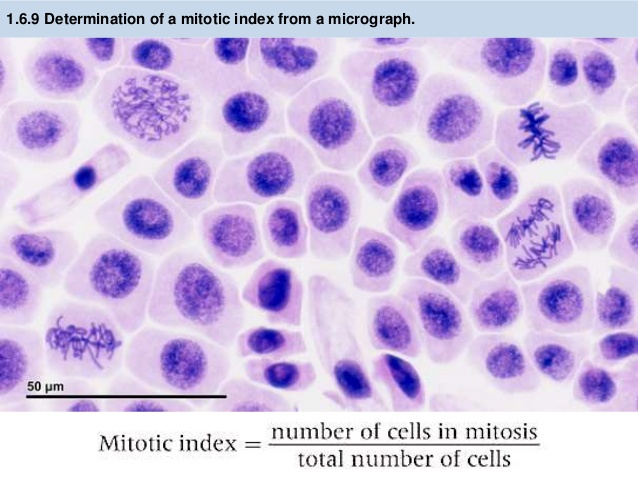 1.6.9 Determination of a mitotic index from a micrograph.
50 µm
Mitotic index = number of cells in mitosis
total number of cells